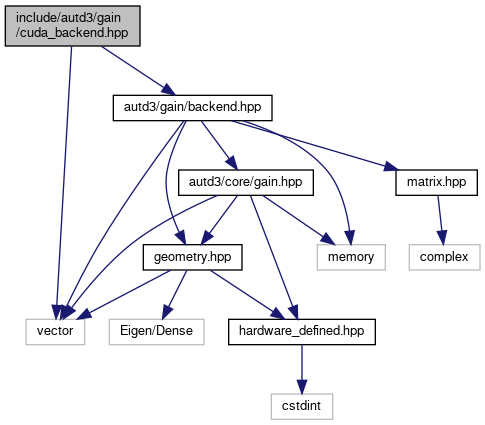 include/autd3/gain
/cuda_backend.hpp
autd3/gain/backend.hpp
autd3/core/gain.hpp
matrix.hpp
geometry.hpp
memory
complex
vector
Eigen/Dense
hardware_defined.hpp
cstdint